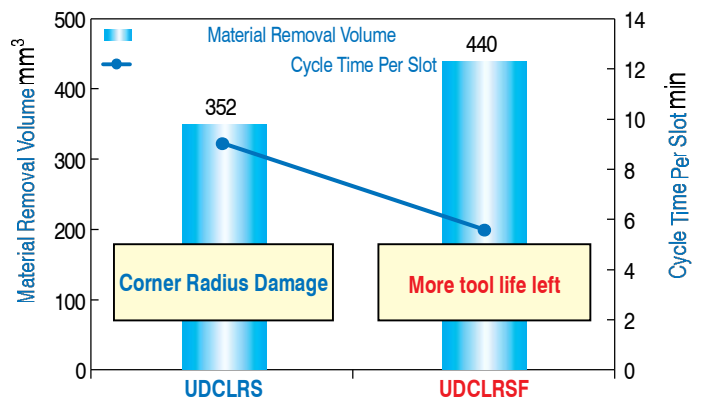 500
400
300
200
100
0
Material Removal Volume mm³
Material Removal Volume
Cycle Time Per Slot
352
440
Corner Radius Damage
More tool life left
UDCLRS
UDCLRSF
14
12
10
8
6
4
2
0
Cycle Time Per Slot min